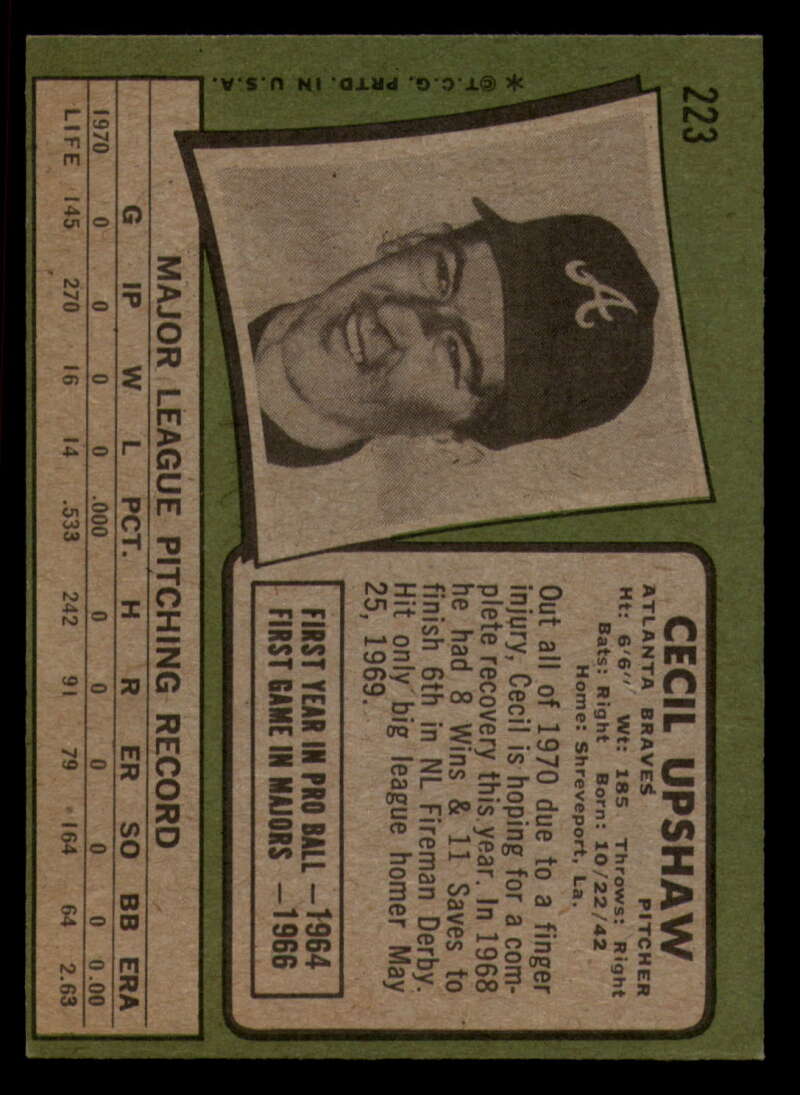 223
*©T.C.G. PRTD. IN U.S.A.
A
CECIL UPSHAW
ATLANTA BRAVES PITCHER
Ht: 6'6" Wt: 185 Throws: Right
Bats: Right Born: 10/22/42
Home: Shreveport, La.
Out all of 1970 due to a finger
injury, Cecil is hoping for a com-
plete recovery this year. In 1968
he had 8 Wins & 11 Saves to
finish 6th in NL Fireman Derby.
Hit only big league homer May
25, 1969.
FIRST YEAR IN PRO BALL —1964
FIRST GAME IN MAJORS —1966
MAJOR LEAGUE PITCHING RECORD
G IP W L PCT. H R ER SO BB ERA
1970 0 0 0 0 .000 0 0 0 0 0 0.00
LIFE 145 270 16 14 .533 242 91 79 164 64 2.63